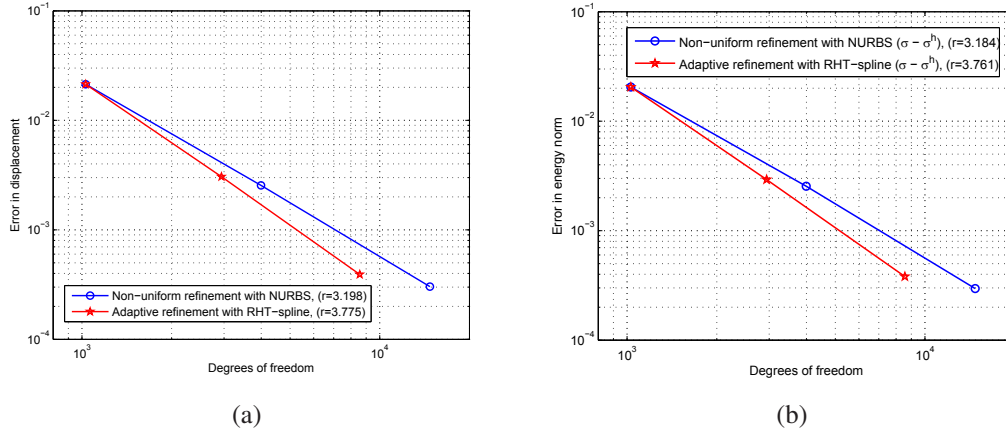 10^−1
10^−2
10^−3
10^−4
Error in displacement
10^3
10^4
Degrees of freedom
Non−uniform refinement with NURBS, (r=3.198)
Adaptive refinement with RHT−spline, (r=3.775)
(a)
10^−1
10^−2
10^−3
10^−4
Error in energy norm
10^3
10^4
Degrees of freedom
Non−uniform refinement with NURBS (σ − σ^h), (r=3.184)
Adaptive refinement with RHT−spline (σ − σ^h), (r=3.761)
(b)